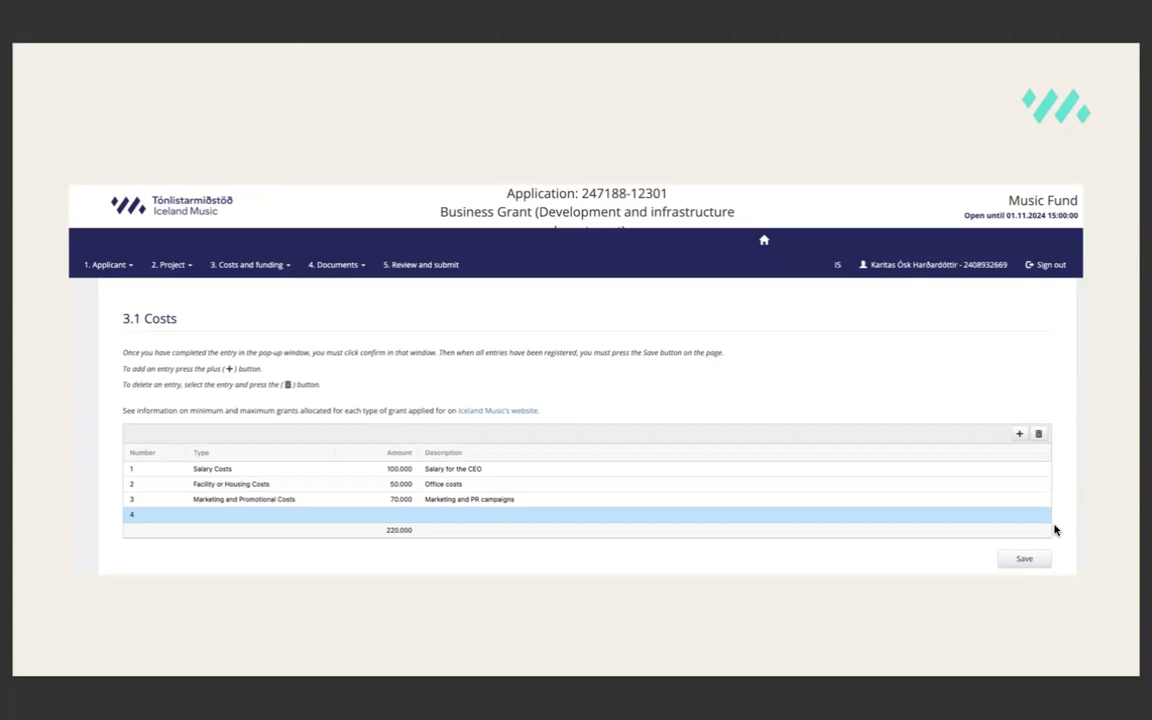 Tónlistarmiðstöð
Iceland Music
Application: 247188-12301
Business Grant (Development and infrastructure
Music Fund
Open until 01.11.2024 15:00:00
1. Applicant
2. Project
3. Costs and funding
4. Documents
5. Review and submit
IS
Karitas Ósk Harðardóttir - 2408932669
Sign out
3.1 Costs
Once you have completed the entry in the pop-up window, you must click confirm in that window. Then when all entries have been registered, you must press the Save button on the page.
To add an entry press the plus (+) button.
To delete an entry, select the entry and press the ( ) button.
See information on minimum and maximum grants allocated for each type of grant applied for on Iceland Music's website.
Number Type Amount Description
1 Salary Costs 100.000 Salary for the CEO
2 Facility or Housing Costs 50.000 Office costs
3 Marketing and Promotional Costs 70.000 Marketing and PR campaigns
4
220.000
Save